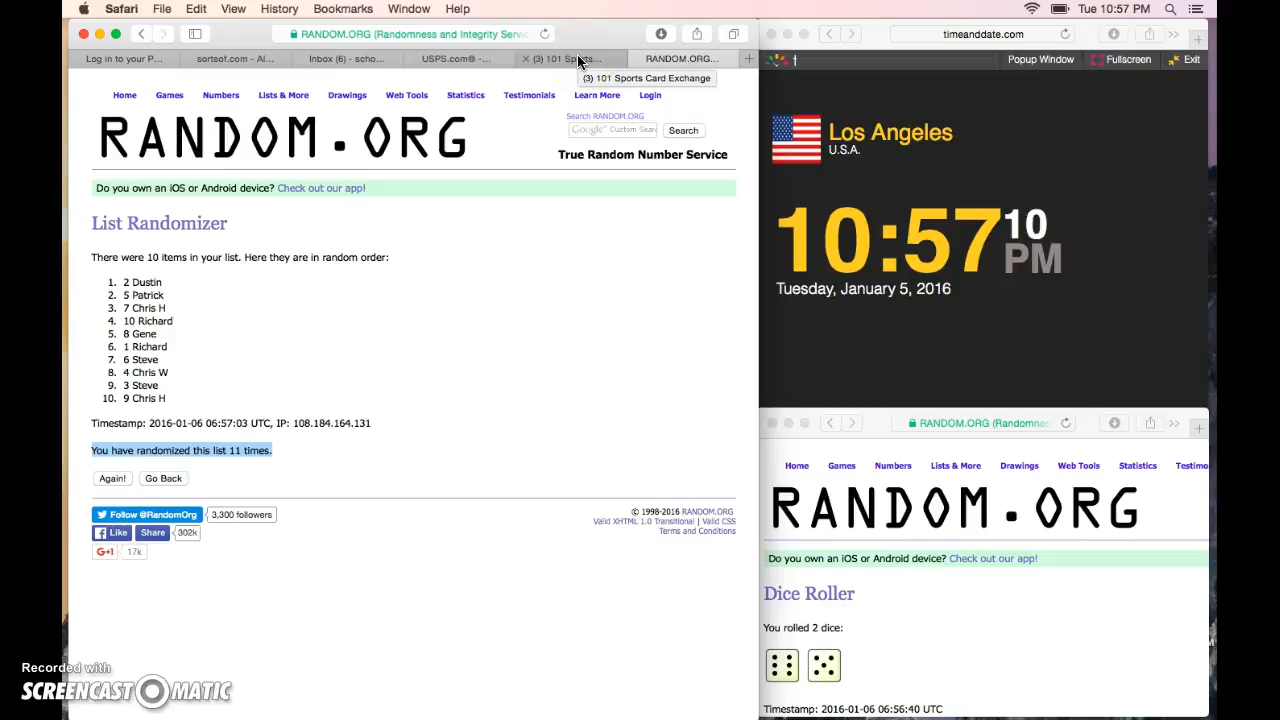 Safari File Edit View History Bookmarks Window Help
Tue 10:57 PM
RANDOM.ORG (Randomness and Integrity Servic
Log in to your P... sortsof.com - Al... Inbox (6) - scho... USPS.com® -... (3) 101 Sports... RANDOM.ORG...
(3) 101 Sports Card Exchange
Home Games Numbers Lists & More Drawings Web Tools Statistics Testimonials Learn More Login
RANDOM.ORG
Search RANDOM.ORG
Google™ Custom Searc Search
True Random Number Service
Do you own an iOS or Android device? Check out our app!
List Randomizer
There were 10 items in your list. Here they are in random order:
1. 2 Dustin
2. 5 Patrick
3. 7 Chris H
4. 10 Richard
5. 8 Gene
6. 1 Richard
7. 6 Steve
8. 4 Chris W
9. 3 Steve
10. 9 Chris H
Timestamp: 2016-01-06 06:57:03 UTC, IP: 108.184.164.131
You have randomized this list 11 times.
Again! Go Back
Follow @RandomOrg 3,300 followers
Like Share 302k
G+1 17k
© 1998-2016 RANDOM.ORG
Valid XHTML 1.0 Transitional | Valid CSS
Terms and Conditions
timeanddate.com
f
Popup Window Fullscreen Exit
Los Angeles
U.S.A.
10:57 10 PM
Tuesday, January 5, 2016
RANDOM.ORG (Randomnes
Home Games Numbers Lists & More Drawings Web Tools Statistics Testimo
RANDOM.ORG
Do you own an iOS or Android device? Check out our app!
Dice Roller
You rolled 2 dice:
Timestamp: 2016-01-06 06:56:40 UTC
Recorded with
SCREENCAST-O-MATIC